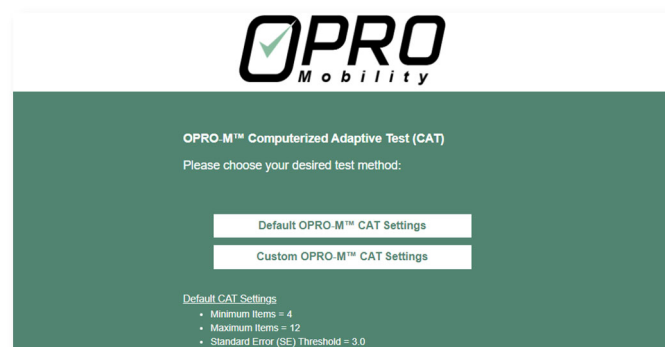 OPRO
Mobility
OPRO-M™ Computerized Adaptive Test (CAT)
Please choose your desired test method:
Default OPRO-M™ CAT Settings
Custom OPRO-M™ CAT Settings
Default CAT Settings
• Minimum Items = 4
• Maximum Items = 12
• Standard Error (SE) Threshold = 3.0